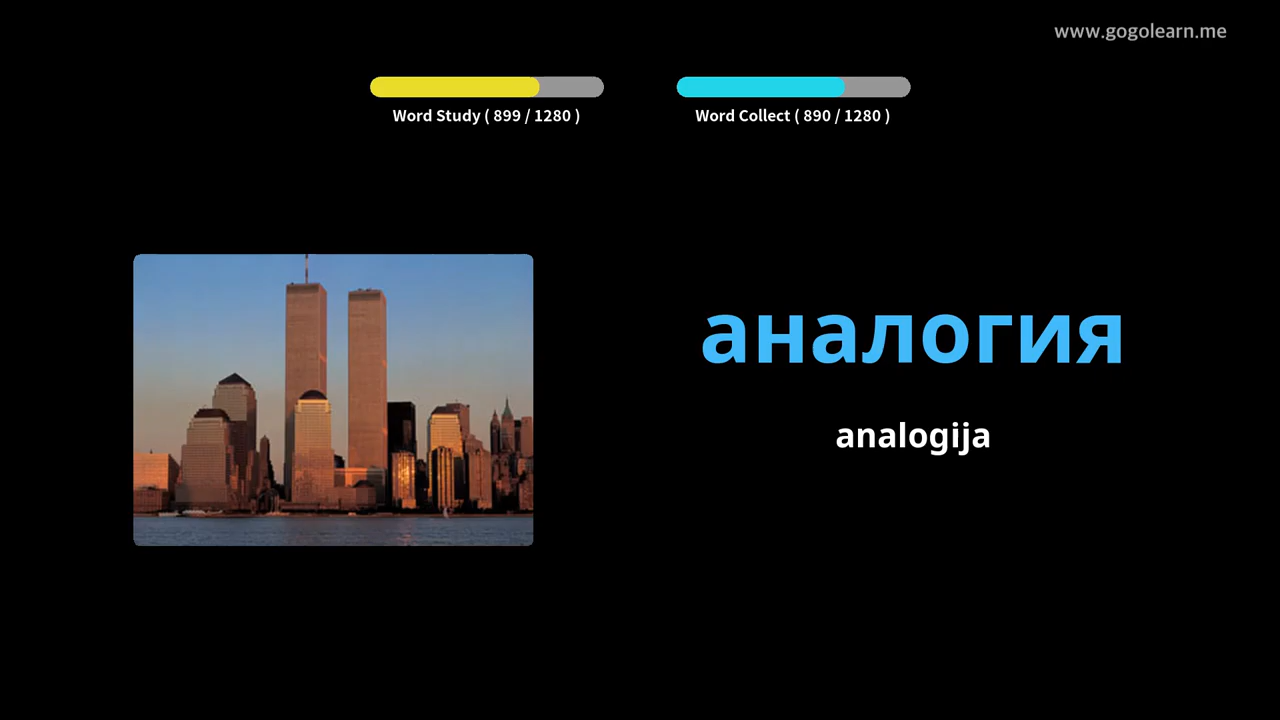 www.gogolearn.me
Word Study ( 899 / 1280 )
Word Collect ( 890 / 1280 )
аналогия
analogija